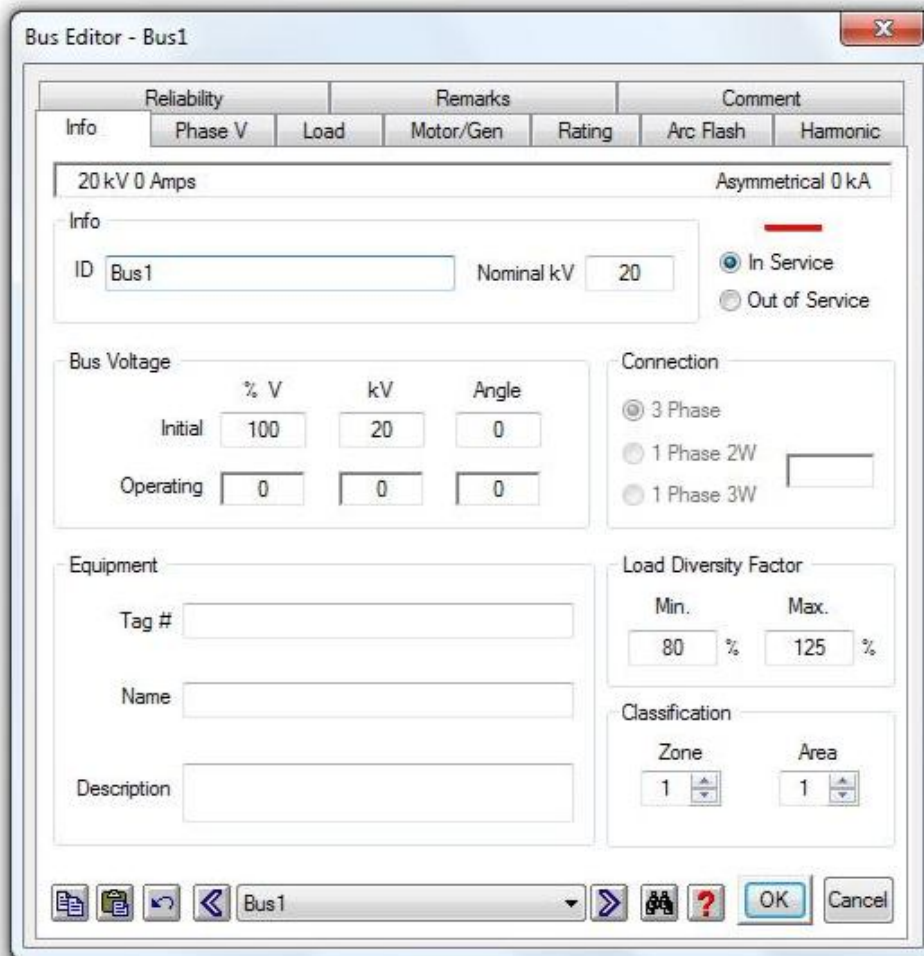 Bus Editor - Bus1
X
Reliability Remarks Comment
Info Phase V Load Motor/Gen Rating Arc Flash Harmonic
20 kV 0 Amps Asymmetrical 0 kA
Info
ID Bus1 Nominal kV 20
In Service
Out of Service
Bus Voltage
% V kV Angle
Initial 100 20 0
Operating 0 0 0
Connection
3 Phase
1 Phase 2W
1 Phase 3W
Equipment
Tag #
Name
Description
Load Diversity Factor
Min. Max.
80 % 125 %
Classification
Zone Area
1 1
Bus1 ? OK Cancel